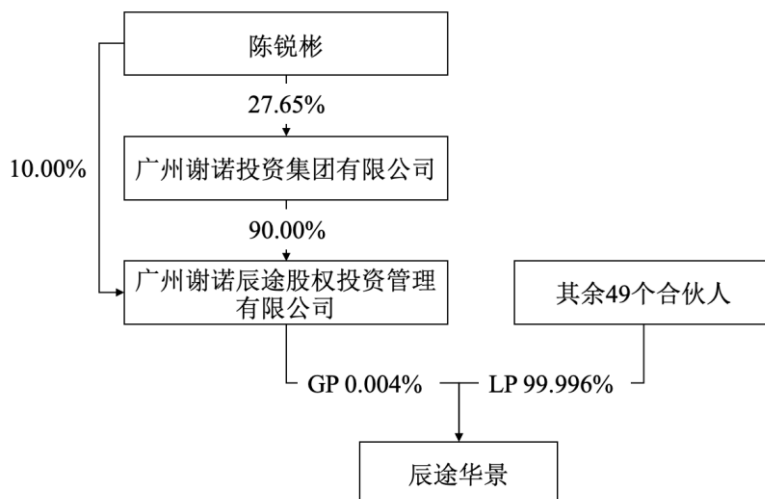 陈锐彬
27.65%
10.00%
广州谢诺投资集团有限公司
90.00%
广州谢诺辰途股权投资管理
有限公司
其余49个合伙人
GP 0.004%
LP 99.996%
辰途华景